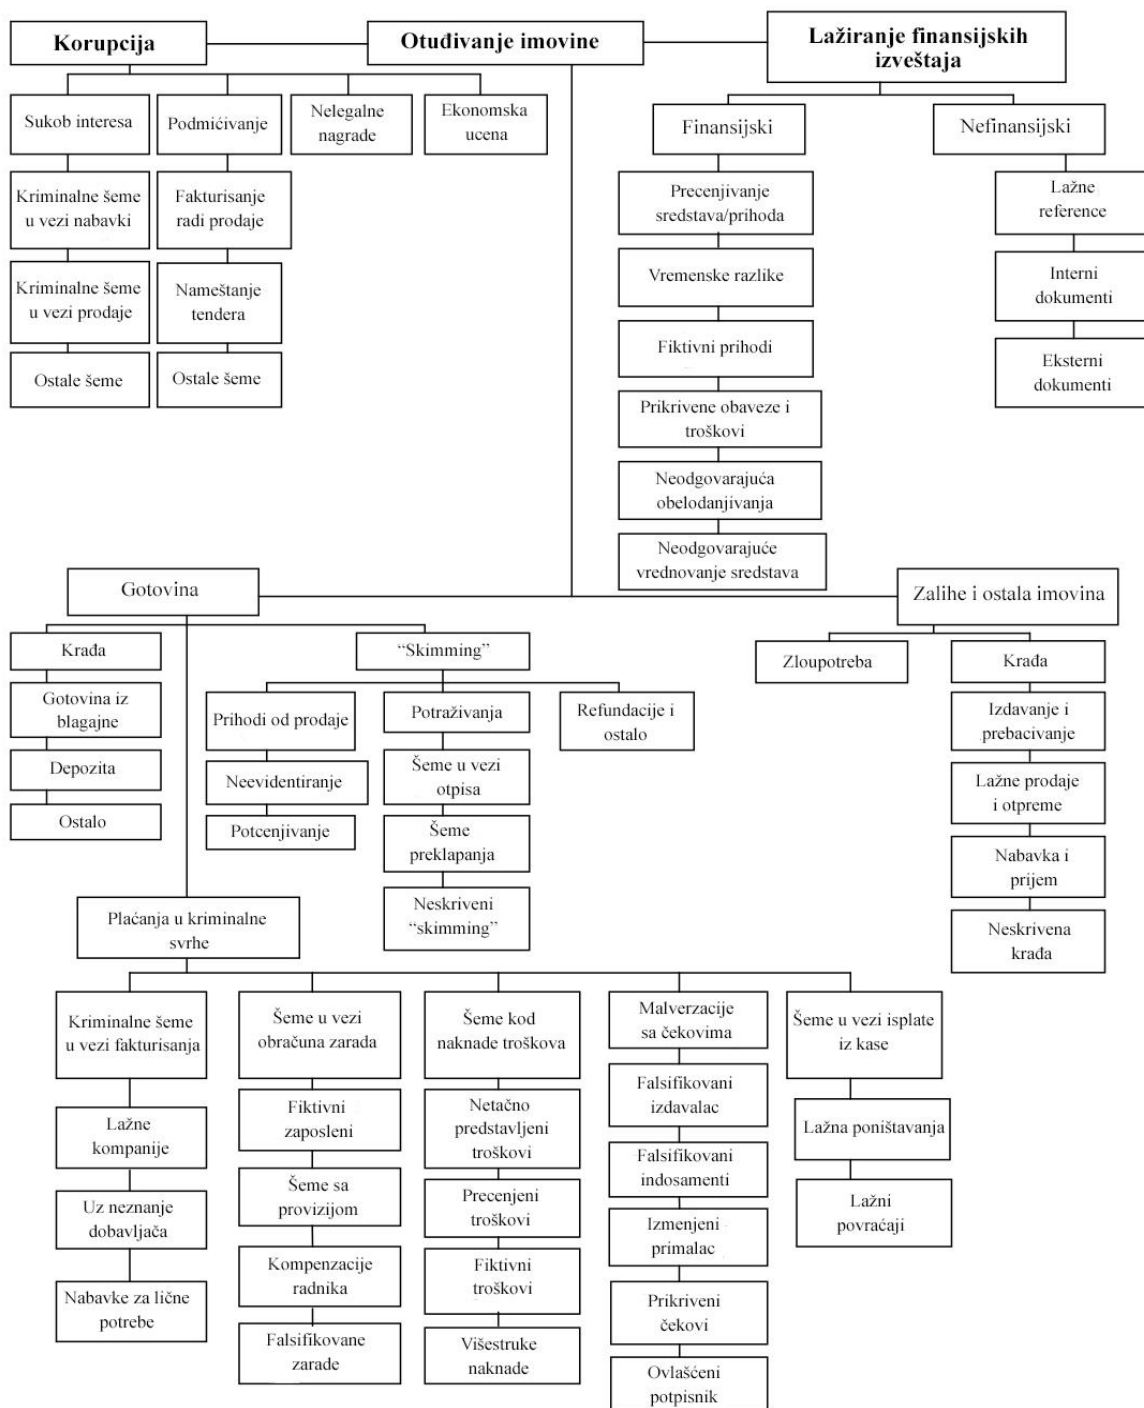 Korupcija
Otuđivanje imovine
Lažiranje finansijskih
izveštaja
Sukob interesa
Podmićivanje
Nelegalne
nagrade
Ekonomska
ucena
Kriminalne šeme
u vezi nabavki
Fakturisanje
radi prodaje
Kriminalne šeme
u vezi prodaje
Nameštanje
tendera
Ostale šeme
Ostale šeme
Finansijski
Nefinansijski
Precenjivanje
sredstava/prihoda
Vremenske razlike
Fiktivni prihodi
Prikrivene obaveze i
troškovi
Neodgovarajuća
obelodanjivanja
Neodgovarajuće
vrednovanje sredstava
Lažne
reference
Interni
dokumenti
Eksterni
dokumenti
Gotovina
Zalihe i ostala imovina
Krađa
Gotovina iz
blagajne
Depozita
Ostalo
“Skimming”
Prihodi od prodaje
Neevidentiranje
Potcenjivanje
Potraživanja
Šeme u vezi
otpisa
Šeme
preklapanja
Neskriveni
“skimming”
Refundacije i
ostalo
Zloupotreba
Krađa
Izdavanje i
prebacivanje
Lažne prodaje
i otpreme
Nabavka i
prijem
Neskrivena
krađa
Plaćanja u kriminalne
svrhe
Kriminalne šeme
u vezi fakturisanja
Lažne
kompanije
Uz neznanje
dobavljača
Nabavke za lične
potrebe
Šeme u vezi
obračuna zarada
Fiktivni
zaposleni
Šeme sa
provizijom
Kompenzacije
radnika
Falsifikovane
zarade
Šeme kod
naknade troškova
Netačno
predstavljeni
troškovi
Precenjeni
troškovi
Fiktivni
troškovi
Višestruke
naknade
Malverzacije
sa čekovima
Falsifikovani
izdavalac
Falsifikovani
indosamenti
Izmenjeni
primalac
Prikriveni
čekovi
Ovlašćeni
potpisnik
Šeme u vezi isplate
iz kase
Lažna poništavanja
Lažni
povraćaji